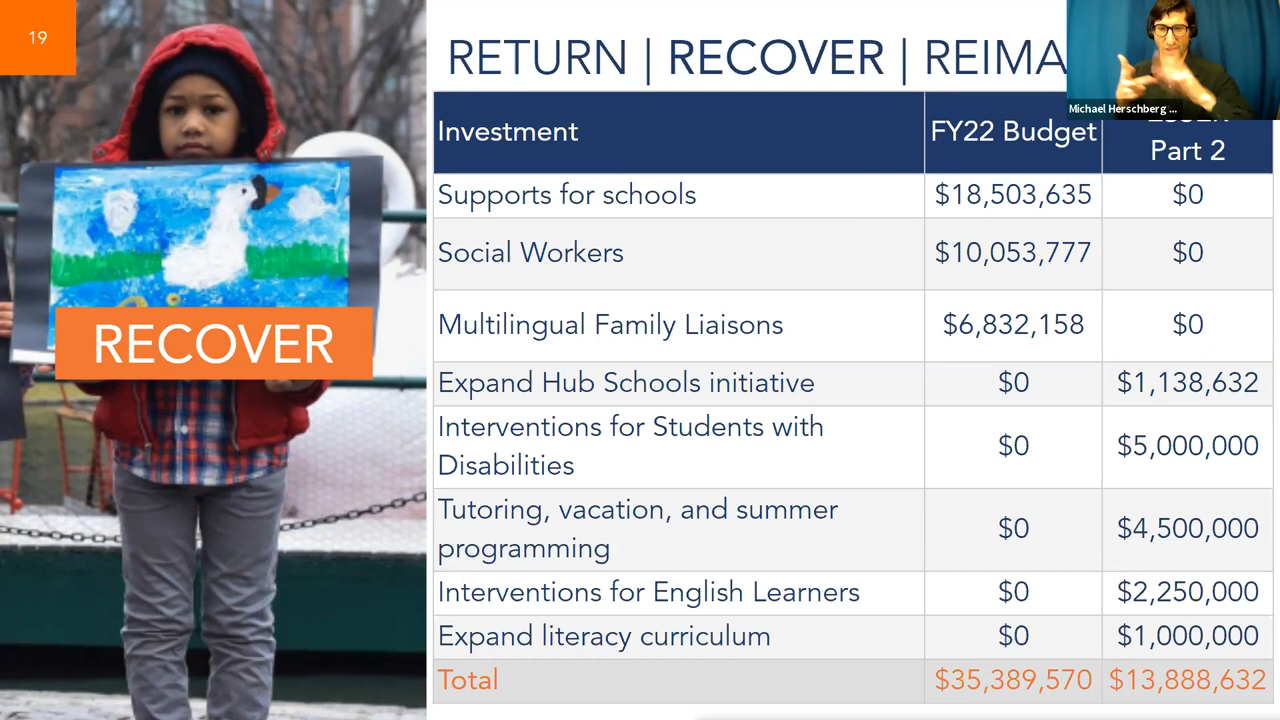 19
RETURN | RECOVER | REIMA
Michael Herschberg ...
Investment
FY22 Budget
Part 2
Supports for schools
$18,503,635
$0
Social Workers
$10,053,777
$0
Multilingual Family Liaisons
$6,832,158
$0
Expand Hub Schools initiative
$0
$1,138,632
Interventions for Students with
Disabilities
$0
$5,000,000
Tutoring, vacation, and summer
programming
$0
$4,500,000
Interventions for English Learners
$0
$2,250,000
Expand literacy curriculum
$0
$1,000,000
Total
$35,389,570
$13,888,632
RECOVER